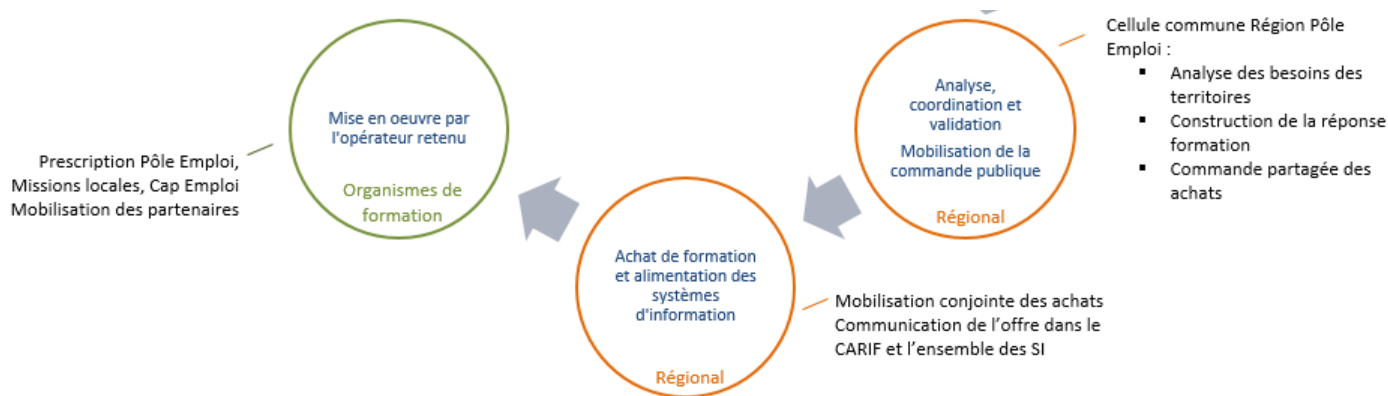 Cellule commune Région Pôle
Emploi :
▪ Analyse des besoins des
territoires
▪ Construction de la réponse
formation
▪ Commande partagée des
achats
Analyse,
coordination et
validation
Mobilisation de la
commande publique
Régional
Mise en oeuvre par
l'opérateur retenu
Organismes de
formation
Prescription Pôle Emploi,
Missions locales, Cap Emploi
Mobilisation des partenaires
Achat de formation
et alimentation des
systèmes
d'information
Régional
Mobilisation conjointe des achats
Communication de l’offre dans le
CARIF et l’ensemble des SI